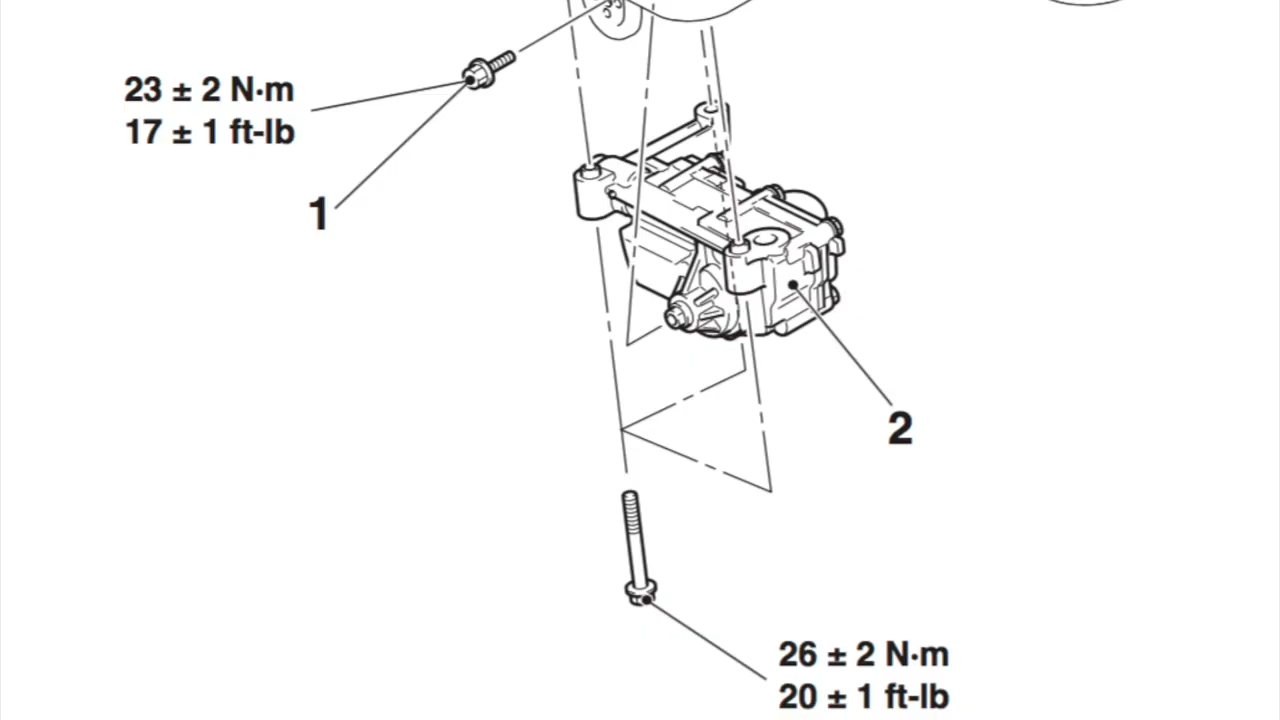 23 ± 2 N·m
17 ± 1 ft-lb
1
2
26 ± 2 N·m
20 ± 1 ft-lb